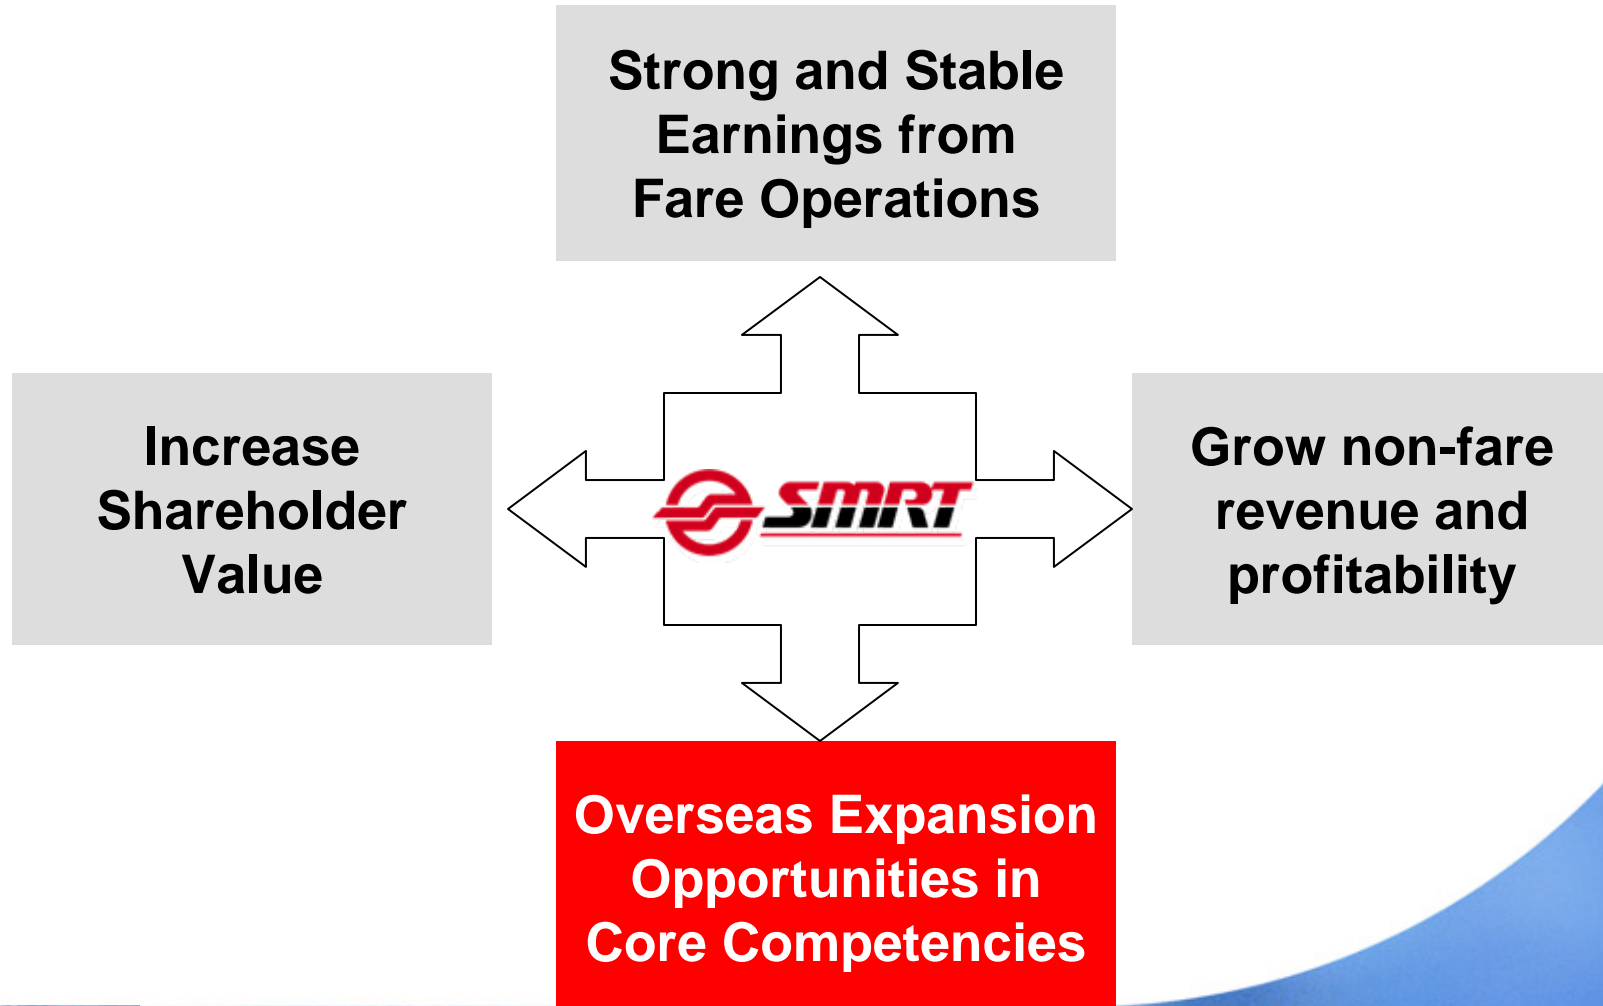 Strong and Stable
Earnings from
Fare Operations
Increase
Shareholder
Value
SMRT
Grow non-fare
revenue and
profitability
Overseas Expansion
Opportunities in
Core Competencies